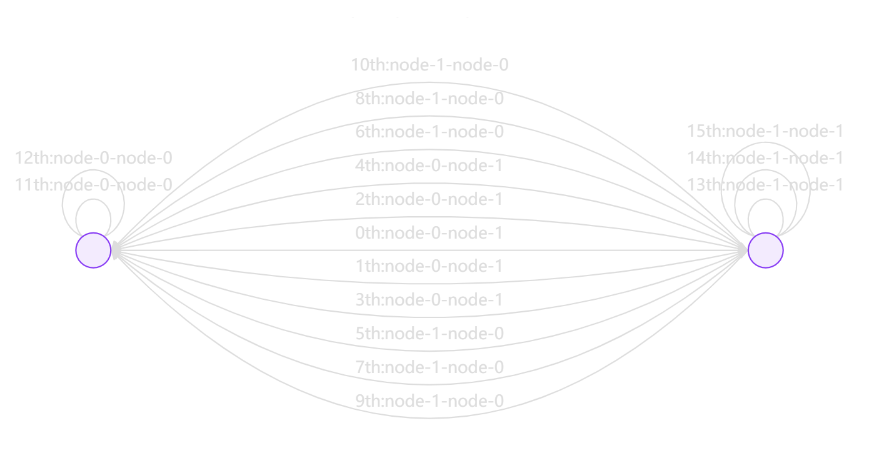 10th:node-1-node-0
8th:node-1-node-0
6th:node-1-node-0
15th:node-1-node-1
12th:node-0-node-0
4th:node-0-node-1
14th:node-1-node-1
11th:node-0-node-0
2th:node-0-node-1
13th:node-1-node-1
0th:node-0-node-1
1th:node-0-node-1
3th:node-0-node-1
5th:node-1-node-0
7th:node-1-node-0
9th:node-1-node-0